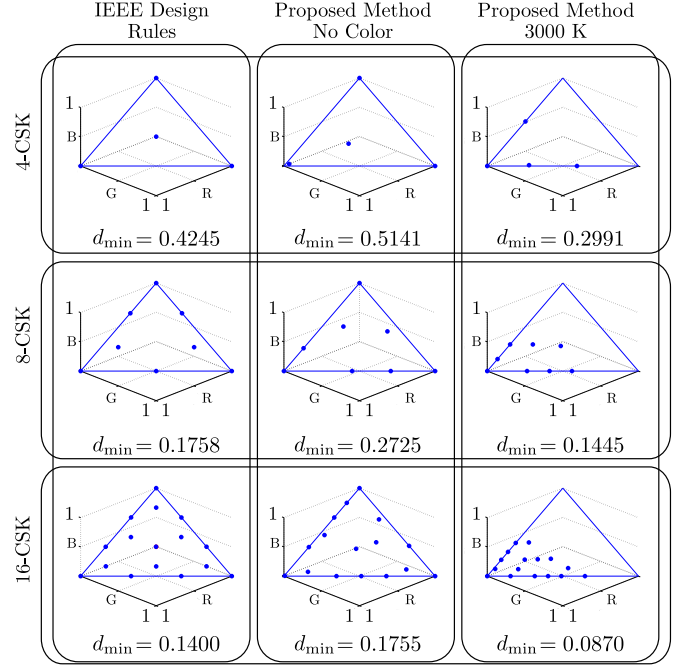 IEEE Design Rules
Proposed Method No Color
Proposed Method 3000 K
4-CSK
1
B
G
R
1 1
d_min = 0.4245
1
B
G
R
1 1
d_min = 0.5141
1
B
G
R
1 1
d_min = 0.2991
8-CSK
1
B
G
R
1 1
d_min = 0.1758
1
B
G
R
1 1
d_min = 0.2725
1
B
G
R
1 1
d_min = 0.1445
16-CSK
1
B
G
R
1 1
d_min = 0.1400
1
B
G
R
1 1
d_min = 0.1755
1
B
G
R
1 1
d_min = 0.0870